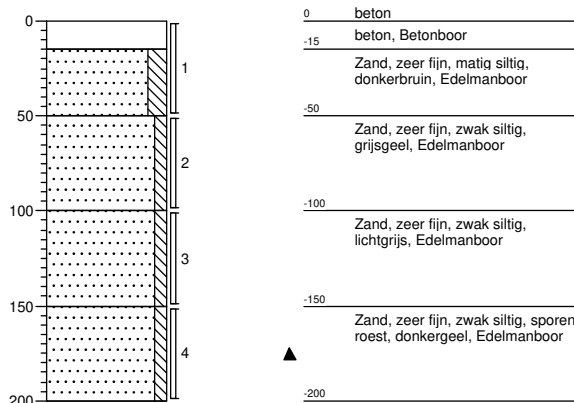 0
50
100
150
200
1
2
3
4
0
beton
-15
beton, Betonboor
Zand, zeer fijn, matig siltig,
donkerbruin, Edelmanboor
-50
Zand, zeer fijn, zwak siltig,
grijsgeel, Edelmanboor
-100
Zand, zeer fijn, zwak siltig,
lichtgrijs, Edelmanboor
-150
Zand, zeer fijn, zwak siltig, sporen
roest, donkergeel, Edelmanboor
-200